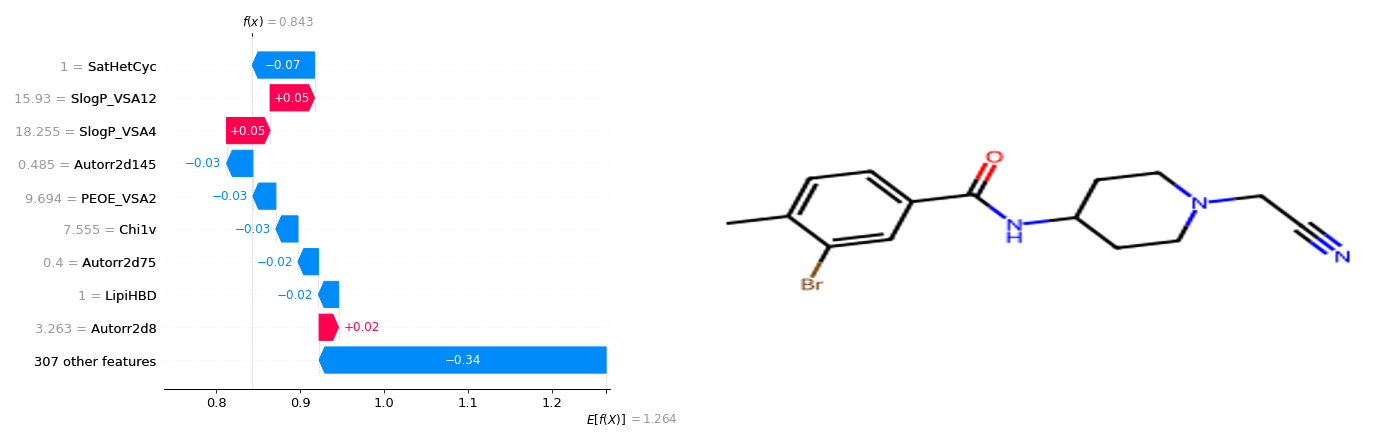 f(x) = 0.843
1 = SatHetCyc
−0.07
15.93 = SlogP_VSA12
+0.05
18.255 = SlogP_VSA4
+0.05
0.485 = Autorr2d145
−0.03
9.694 = PEOE_VSA2
−0.03
7.555 = Chi1v
−0.03
0.4 = Autorr2d75
−0.02
1 = LipiHBD
−0.02
3.263 = Autorr2d8
+0.02
307 other features
−0.34
0.8 0.9 1.0 1.1 1.2
E[f(X)] = 1.264
O
N
H
Br
N
N